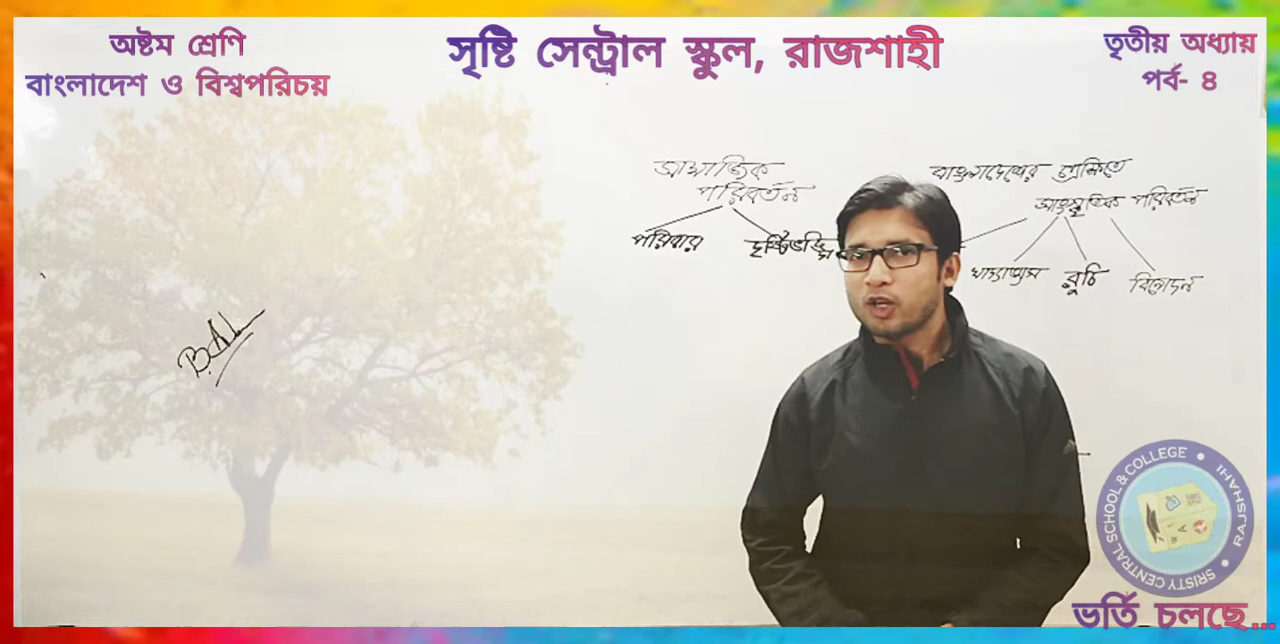 অষ্টম শ্রেণি
বাংলাদেশ ও বিশ্বপরিচয়
সৃষ্টি সেন্ট্রাল স্কুল, রাজশাহী
তৃতীয় অধ্যায়
পর্ব- ৪
সামাজিক
পরিবর্তন
পরিবার
দৃষ্টিভঙ্গি
বাংলাদেশের প্রেক্ষিতে
সাংস্কৃতিক পরিবর্তন
খাদ্যাভ্যাস
রুচি
বিনোদন
SRISTY CENTRAL SCHOOL & COLLEGE
RAJSHAHI
ভর্তি চলছে...